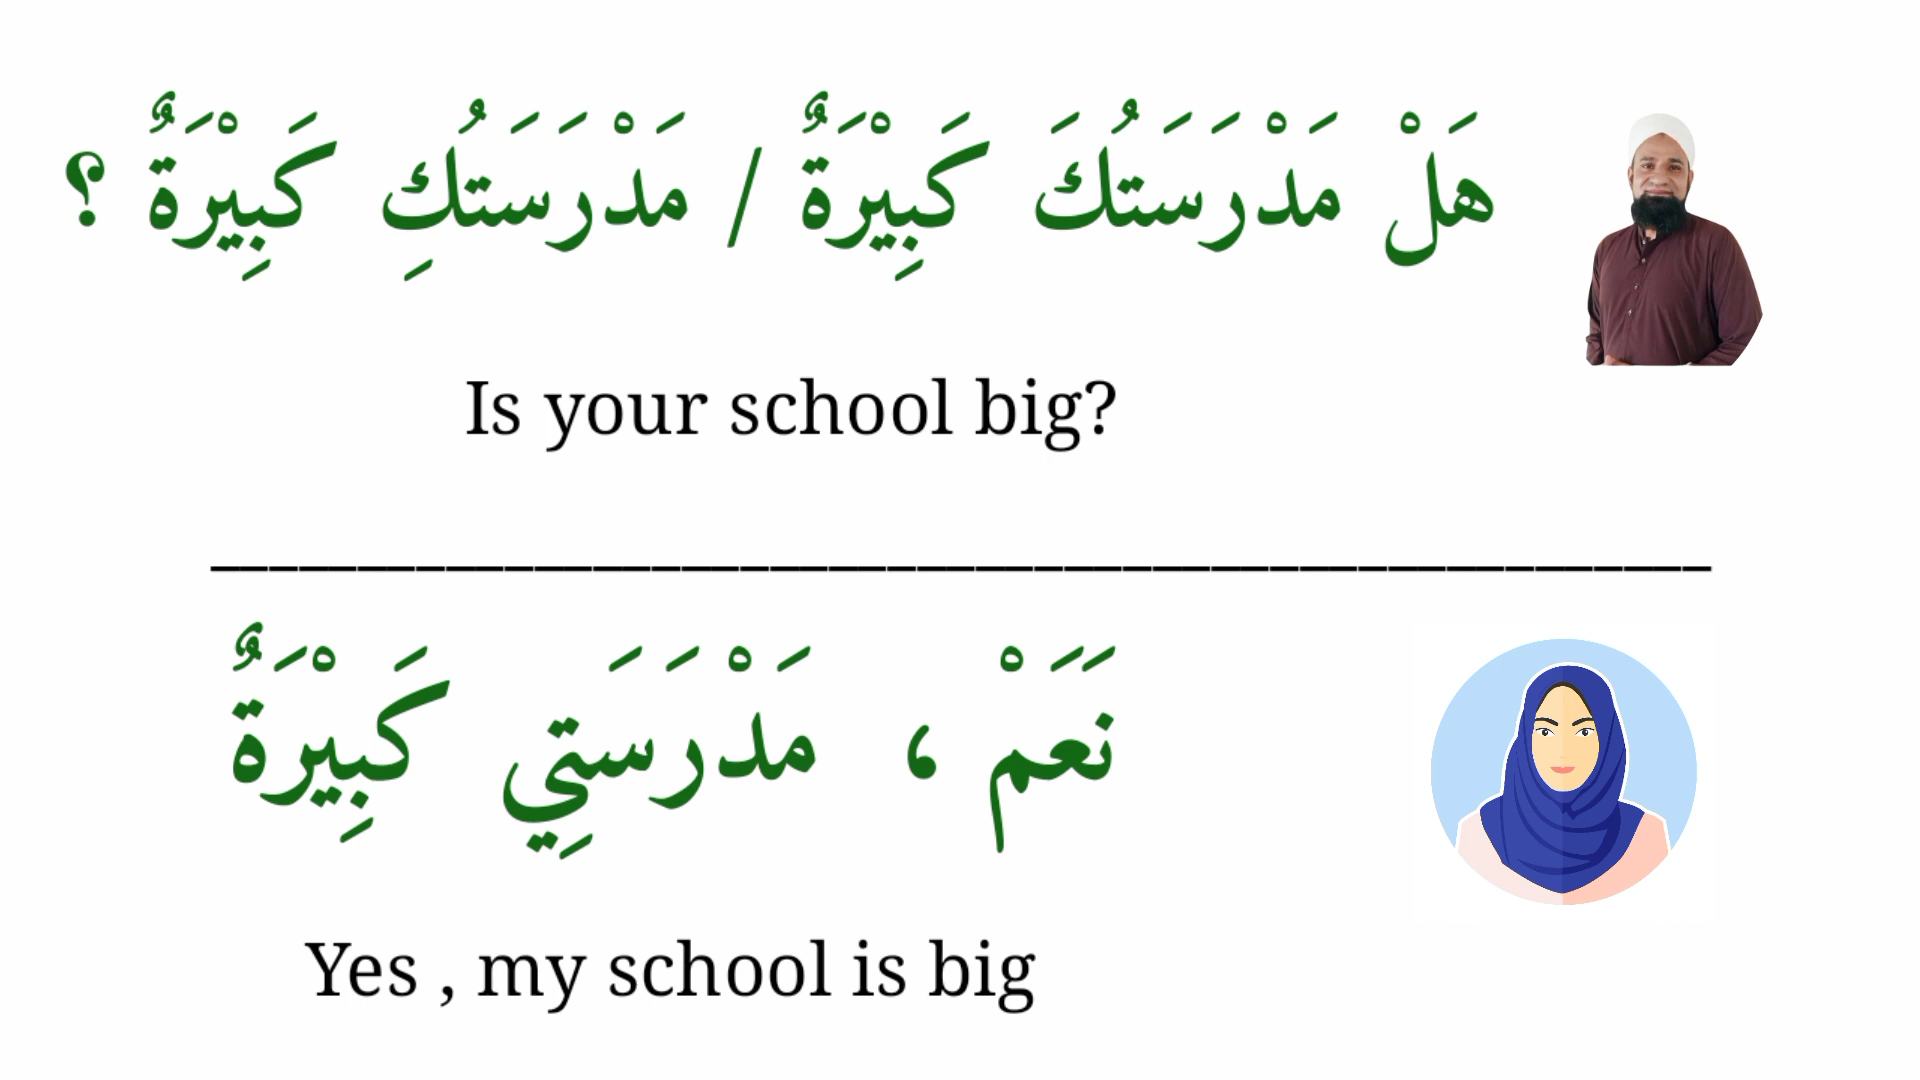 هَلْ مَدْرَسَتُكَ كَبِيْرَةٌ / مَدْرَسَتُكِ كَبِيْرَةٌ ؟
Is your school big?
نَعَمْ ، مَدْرَسَتِي كَبِيْرَةٌ
Yes , my school is big